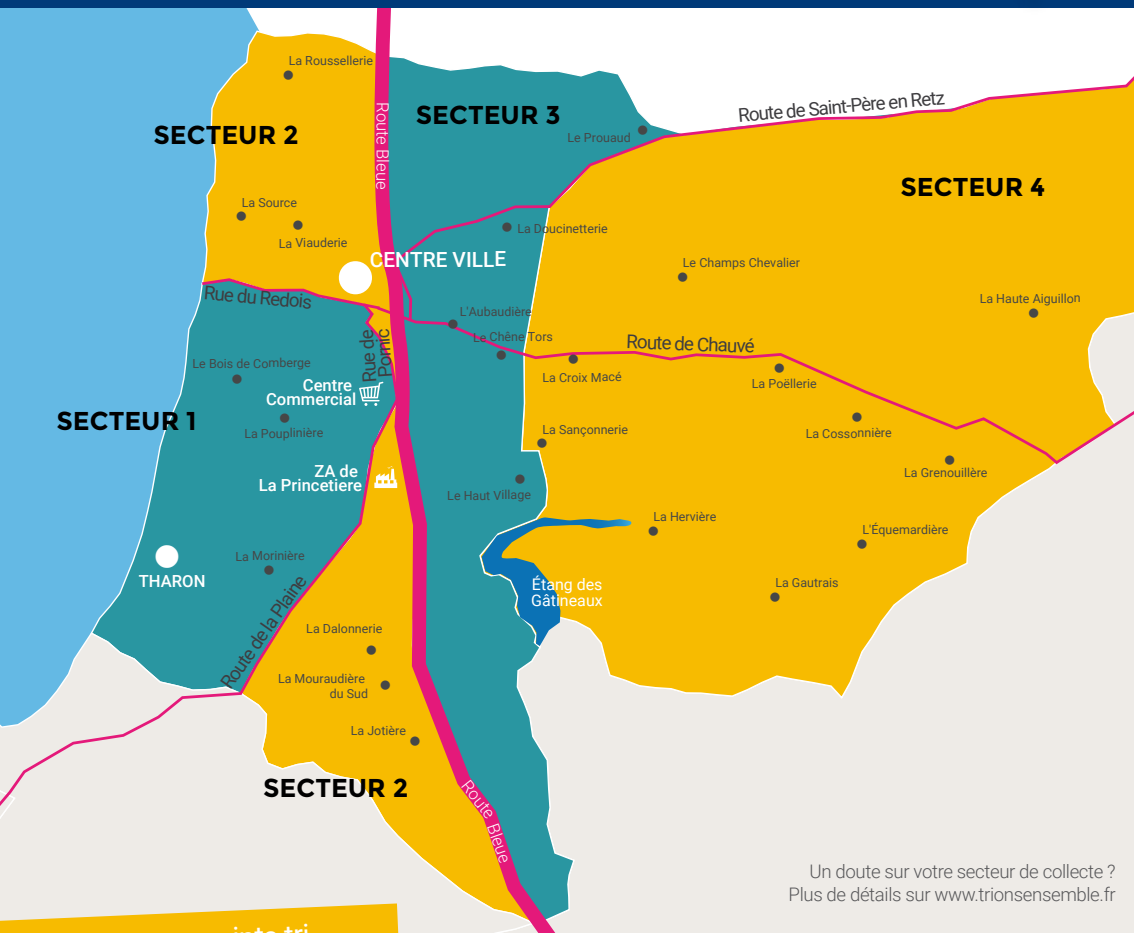 La Roussellerie
SECTEUR 2
Route Bleue
SECTEUR 3
Le Prouaud
Route de Saint-Père en Retz
SECTEUR 4
La Source
La Viauderie
La Doucinetterie
CENTRE VILLE
Le Champs Chevalier
La Haute Aiguillon
Rue du Redois
L'Aubaudière
Le Chêne Tors
Rue de
Pornic
Route de Chauvé
Le Bois de Comberge
Centre
Commercial
La Croix Macé
La Poëllerie
SECTEUR 1
La Pouplinière
La Sançonnerie
La Cossonnière
ZA de
La Princetiere
La Grenouillère
Le Haut Village
La Hervière
L'Équemardière
La Morinière
THARON
Étang des
Gâtineaux
La Gautrais
Route de la Plaine
La Dalonnerie
La Mouraudière
du Sud
La Jotière
SECTEUR 2
Route Bleue
Un doute sur votre secteur de collecte ?
Plus de détails sur www.trionsensemble.fr
tri